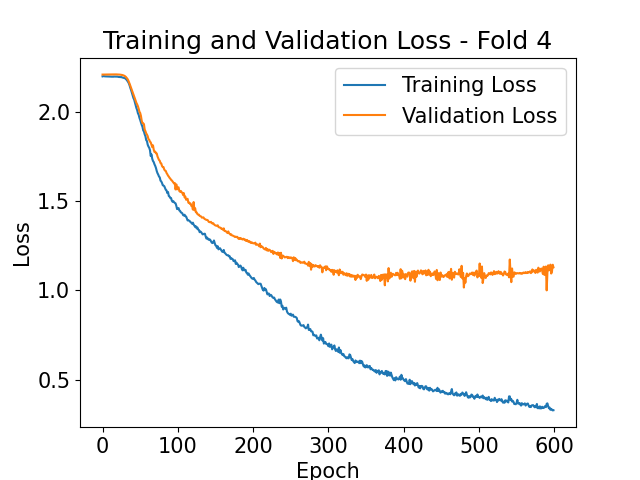 Training and Validation Loss - Fold 4
Training Loss
Validation Loss
Loss
2.0
1.5
1.0
0.5
0 100 200 300 400 500 600
Epoch